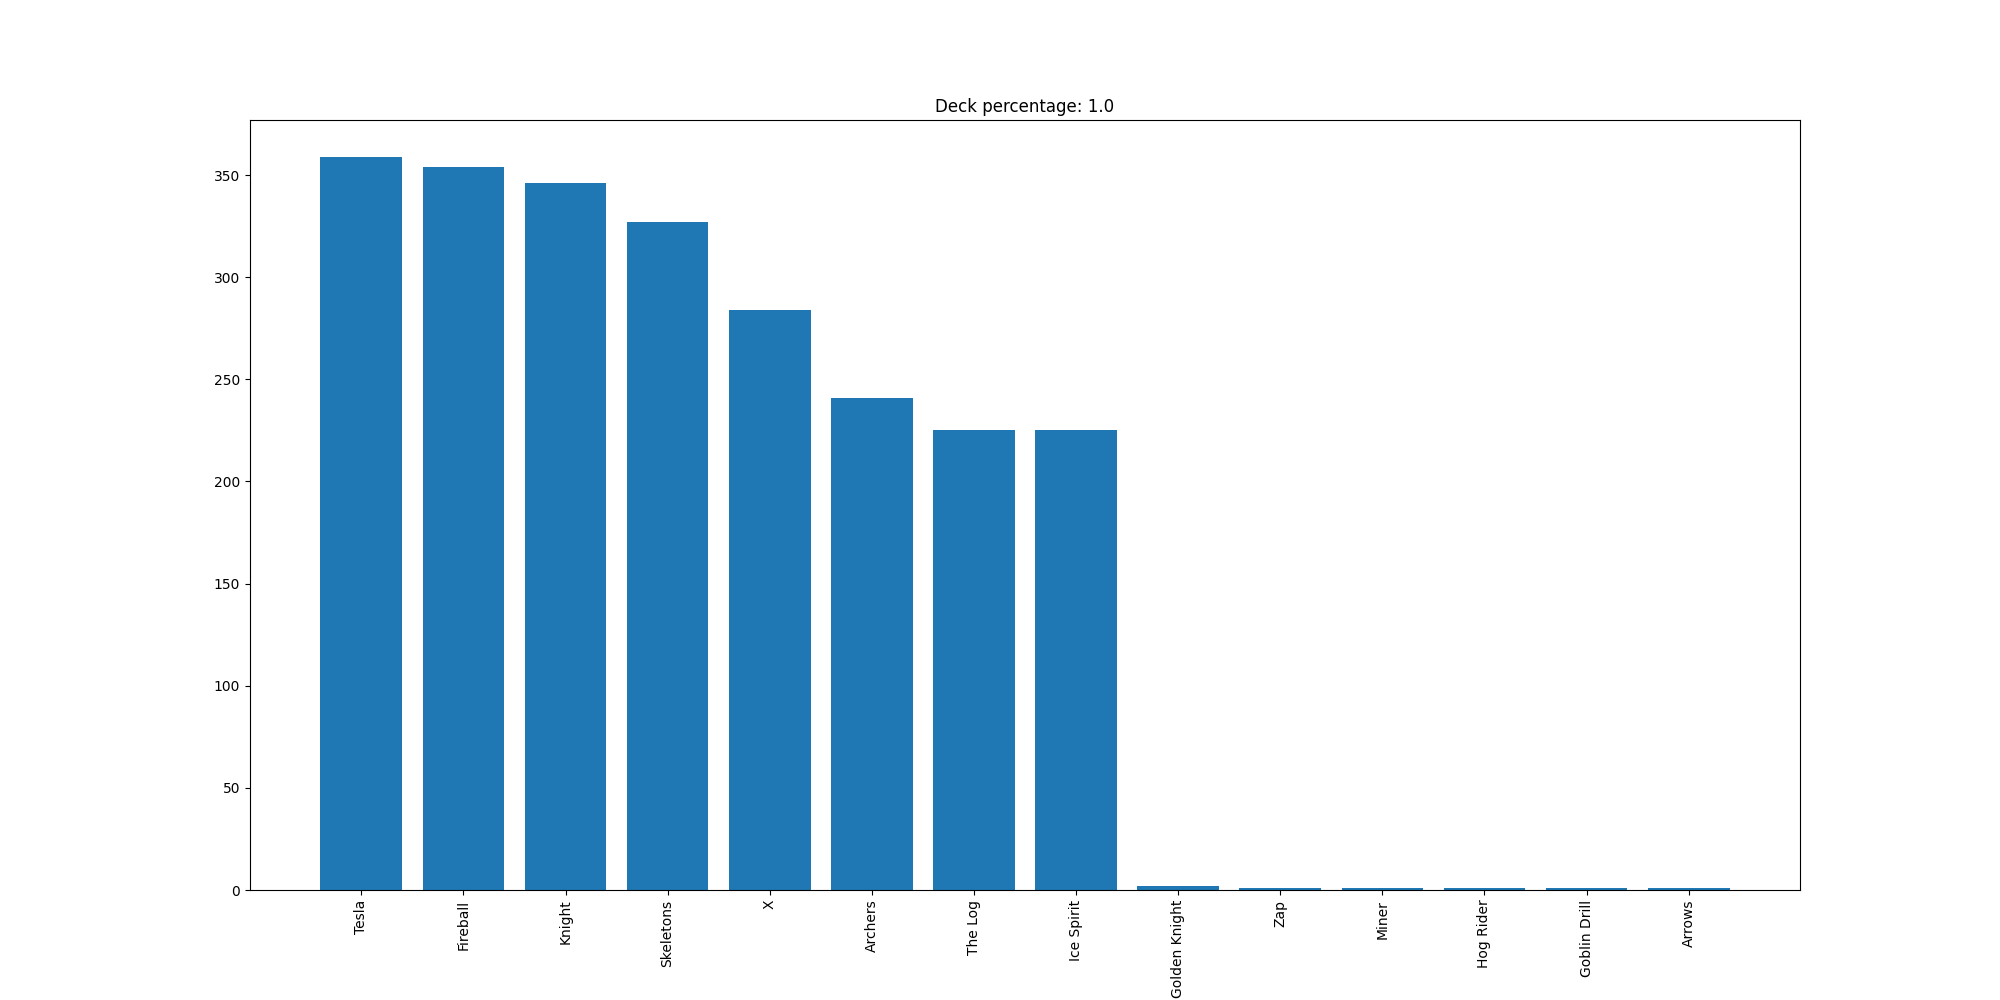 Deck percentage: 1.0
350
300
250
200
150
100
50
0
Tesla
Fireball
Knight
Skeletons
X
Archers
The Log
Ice Spirit
Golden Knight
Zap
Miner
Hog Rider
Goblin Drill
Arrows